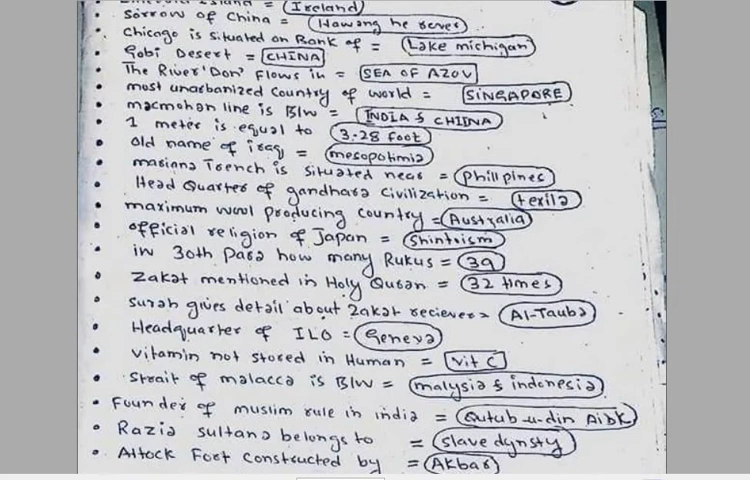 Island = (Ireland)
Sorrow of China = (Hawang he rever)
Chicago is situated on Bank of = (Lake michigan)
Gobi Desert = [CHINA]
The River 'Don' Flows in = [SEA OF AZOV]
most unarbanized country of world = [SINGAPORE]
macmohan line is B/w = (INDIA & CHIINA)
1 meter is equal to (3.28 foot)
old name of iraq = (mesopotimia)
mariana Trench is situated near = (phillpines)
Head Quarter of gandhara civilization = (texila)
maximum wool producing country = (Australia)
official religion of Japan = (shintoism)
in 30th Para how many Rukus = (39)
Zakat mentioned in Holy Quran = (32 times)
Surah gives detail about Zakat reciever = (Al-Tauba)
Headquarter of ILO = (Geneva)
Vitamin not stored in Human = [Vit C]
Strait of malacca is B/w = (malysia & indonesia)
Founder of muslim rule in india = (Qutub-u-din Aibk)
Razia sultana belongs to = (slave dynsty)
Attock Fort constructed by = (Akbar)